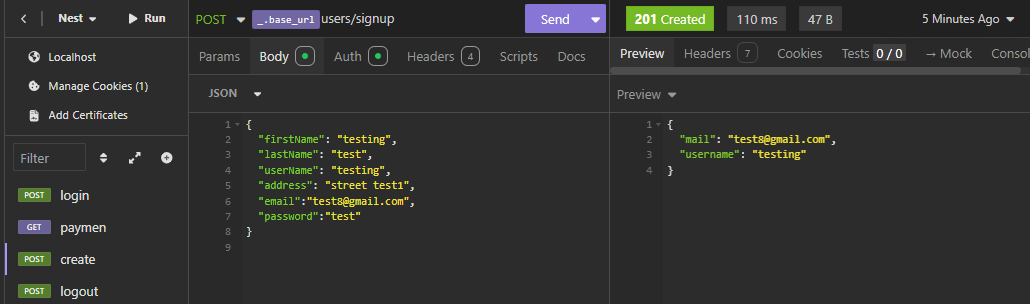 Nest Run
Localhost
Manage Cookies (1)
Add Certificates
Filter
POST login
GET paymen
POST create
POST logout
POST _.base_url users/signup Send
Params Body Auth Headers 4 Scripts Docs
JSON
1 {
2 "firstName": "testing",
3 "lastName": "test",
4 "userName": "testing",
5 "address": "street test1",
6 "email":"test8@gmail.com",
7 "password":"test"
8 }
9
201 Created 110 ms 47 B 5 Minutes Ago
Preview Headers 7 Cookies Tests 0 / 0 → Mock Consol
Preview
1 {
2 "mail": "test8@gmail.com",
3 "username": "testing"
4 }